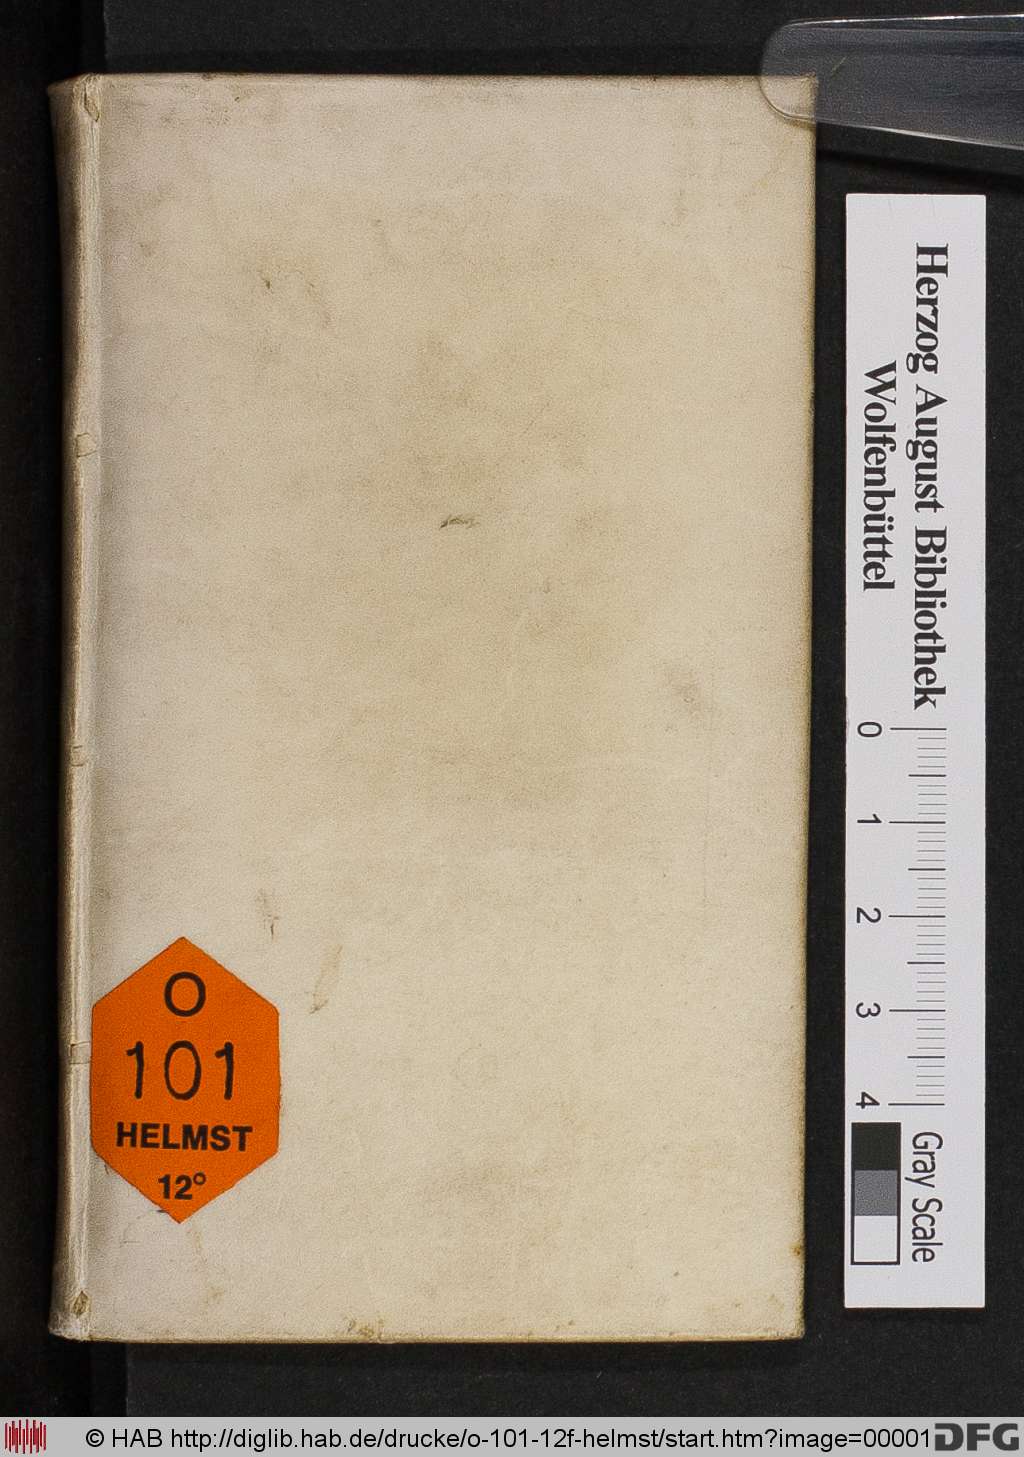 O
101
HELMST
12°
Herzog August Bibliothek
Wolfenbüttel
0
1
2
3
4
Gray Scale
© HAB http://diglib.hab.de/drucke/o-101-12f-helmst/start.htm?image=00001
DFG